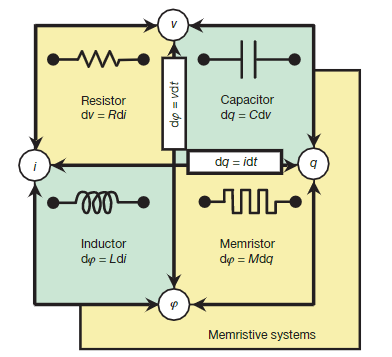 v
Resistor
dv = Rdi
dφ = vdt
Capacitor
dq = Cdv
i
dq = idt
q
Inductor
dφ = Ldi
Memristor
dφ = Mdq
φ
Memristive systems